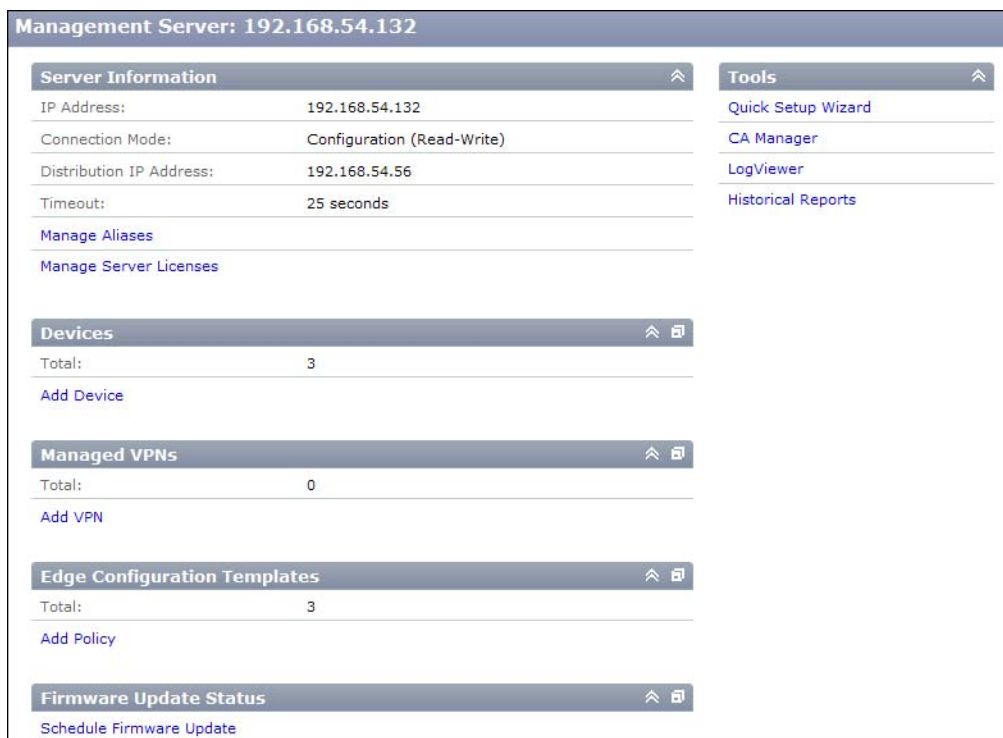 Management Server: 192.168.54.132
Server Information
IP Address: 192.168.54.132
Connection Mode: Configuration (Read-Write)
Distribution IP Address: 192.168.54.56
Timeout: 25 seconds
Manage Aliases
Manage Server Licenses
Devices
Total: 3
Add Device
Managed VPNs
Total: 0
Add VPN
Edge Configuration Templates
Total: 3
Add Policy
Firmware Update Status
Schedule Firmware Update
Tools
Quick Setup Wizard
CA Manager
LogViewer
Historical Reports